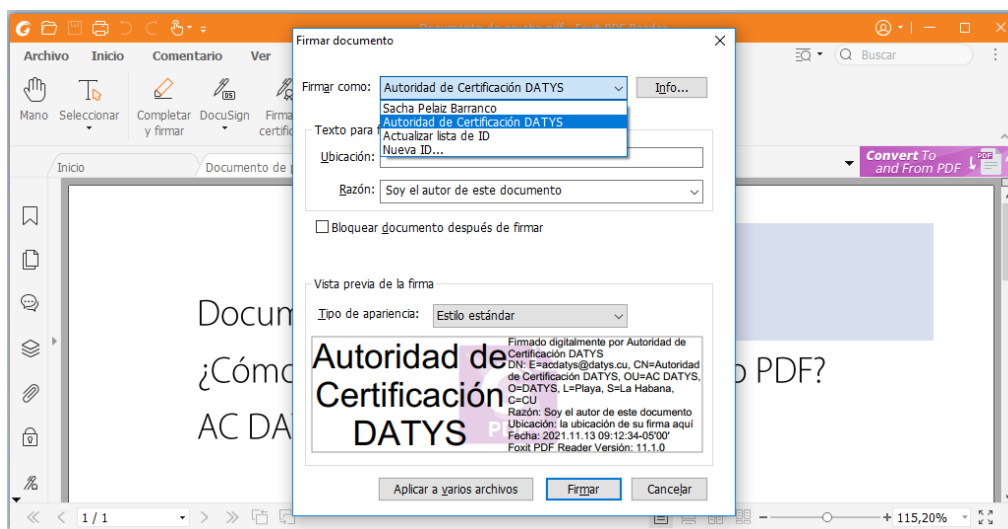 Documento de prueba.pdf - Foxit PDF Reader
Archivo Inicio Comentario Ver
Buscar
Mano Seleccionar Completar y firmar DocuSign
Inicio
Documento de
Convert To
and From PDF
PDF
Firmar documento
Firmar como: Autoridad de Certificación DATYS Info...
Sacha Pelaiz Barranco
Autoridad de Certificación DATYS
Actualizar lista de ID
Nueva ID...
Texto para
Ubicación:
Razón: Soy el autor de este documento
Bloquear documento después de firmar
Vista previa de la firma
Tipo de apariencia: Estilo estándar
Autoridad de
Certificación
DATYS
Firmado digitalmente por Autoridad de
Certificación DATYS
DN: E=acdatys@datys.cu, CN=Autoridad
de Certificación DATYS, OU=AC DATYS,
O=DATYS, L=Playa, S=La Habana,
C=CU
Razón: Soy el autor de este documento
Ubicación: la ubicación de su firma aquí
Fecha: 2021.11.13 09:12:34-05'00'
Foxit PDF Reader Versión: 11.1.0
Aplicar a varios archivos Firmar Cancelar
PDF?
AC DA
1 / 1
115,20%